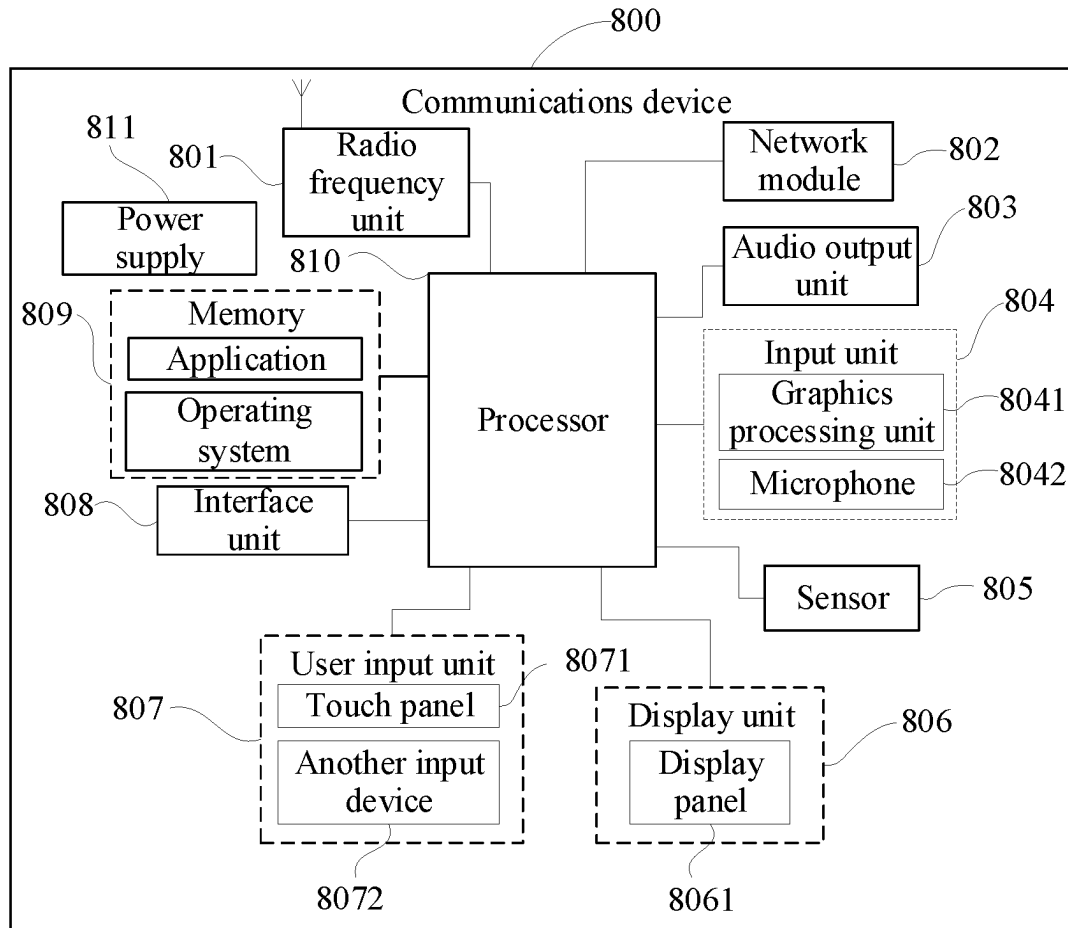 800
Communications device
811
801
Radio
frequency
unit
Network
module
802
Power
supply
810
Audio output
unit
803
809
Memory
Application
Operating
system
Processor
804
Input unit
Graphics
processing unit
8041
Microphone
8042
808
Interface
unit
Sensor
805
User input unit
8071
Touch panel
807
Another input
device
8072
Display unit
806
Display
panel
8061